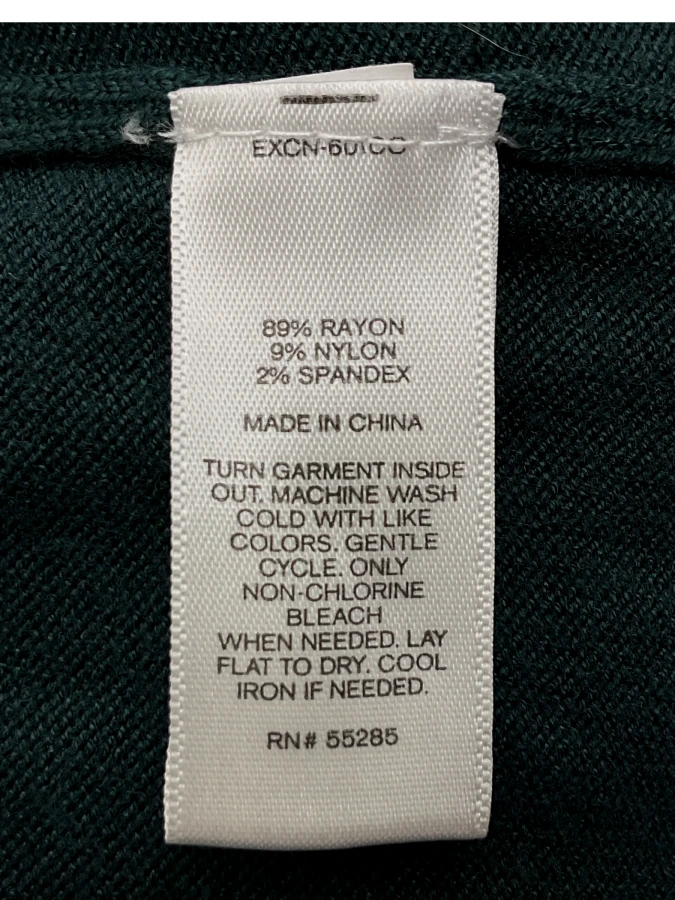 89% RAYON
9% NYLON
2% SPANDEX
MADE IN CHINA
TURN GARMENT INSIDE
OUT. MACHINE WASH
COLD WITH LIKE
COLORS. GENTLE
CYCLE. ONLY
NON-CHLORINE
BLEACH
WHEN NEEDED. LAY
FLAT TO DRY. COOL
IRON IF NEEDED.
RN# 55285